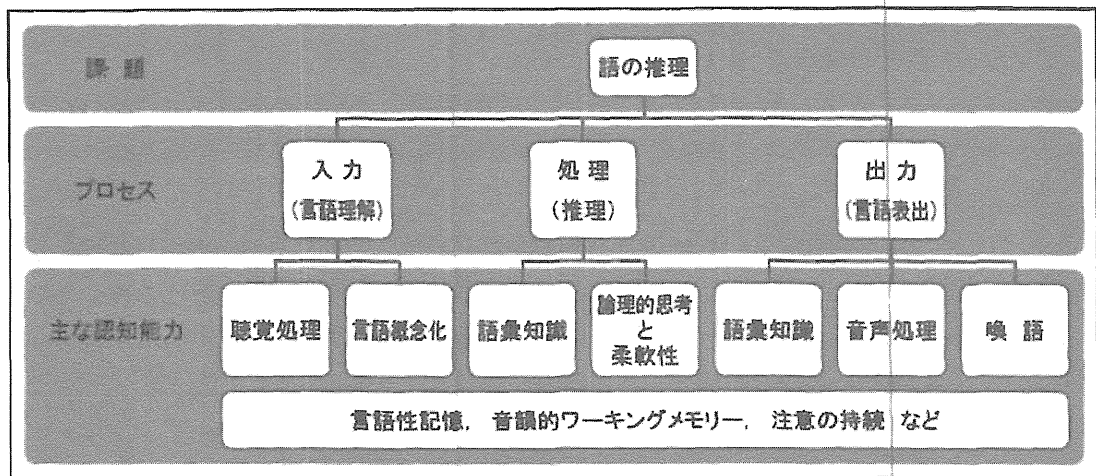 課題
語の推理
プロセス
入力
(言語理解)
処理
(推理)
出力
(言語表出)
主な認知能力
聴覚処理
言語概念化
語彙知識
論理的思考
と
柔軟性
語彙知識
音声処理
喚語
言語性記憶，音韻的ワーキングメモリー，注意の持続 など